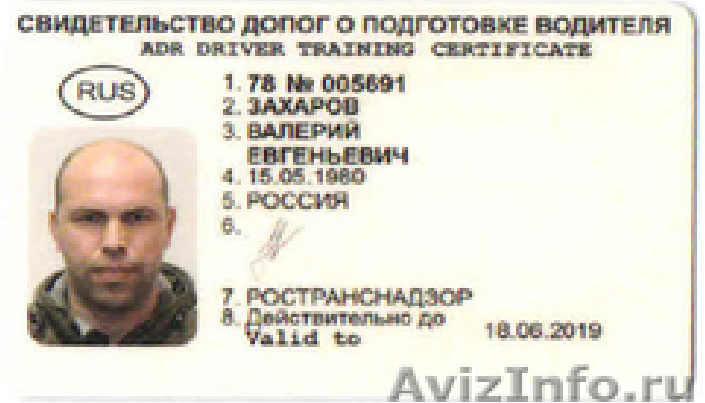 СВИДЕТЕЛЬСТВО ДОПОГ О ПОДГОТОВКЕ ВОДИТЕЛЯ
ADR DRIVER TRAINING CERTIFICATE
RUS
1. 78 № 005691
2. ЗАХАРОВ
3. ВАЛЕРИЙ
ЕВГЕНЬЕВИЧ
4. 15.05.1980
5. РОССИЯ
6.
7. РОСТРАНСНАДЗОР
8. Действительно до
Valid to 18.06.2019
AvizInfo.ru